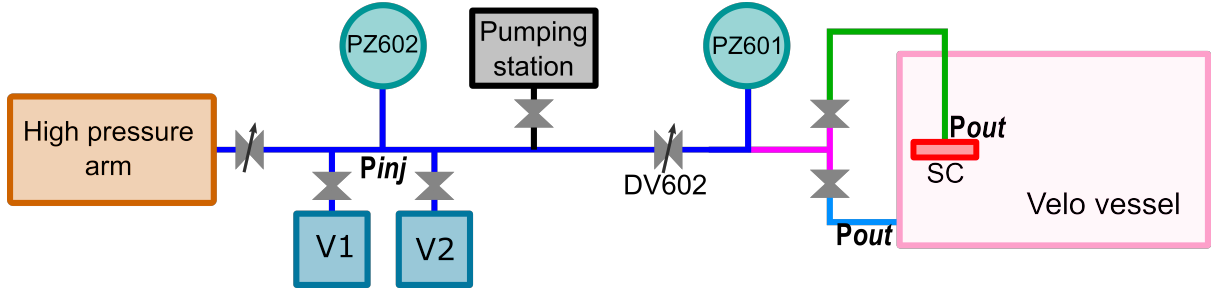 PZ602
Pumping
station
PZ601
High pressure
arm
Pinj
DV602
Pout
SC
V1
V2
Velo vessel
Pout